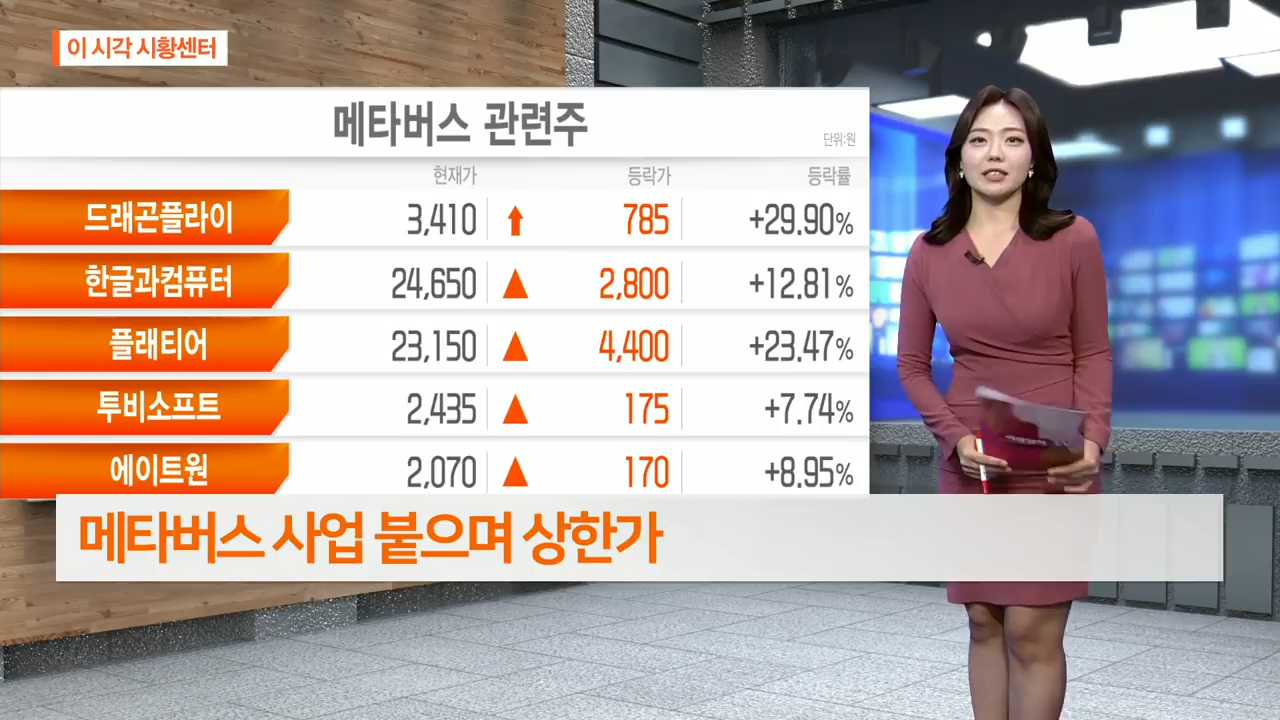 이 시각 시황센터
메타버스 관련주
단위:원
현재가 등락가 등락률
드래곤플라이 3,410 ⬆ 785 +29.90%
한글과컴퓨터 24,650 ▲ 2,800 +12.81%
플래티어 23,150 ▲ 4,400 +23.47%
투비소프트 2,435 ▲ 175 +7.74%
에이트원 2,070 ▲ 170 +8.95%
메타버스 사업 붙으며 상한가